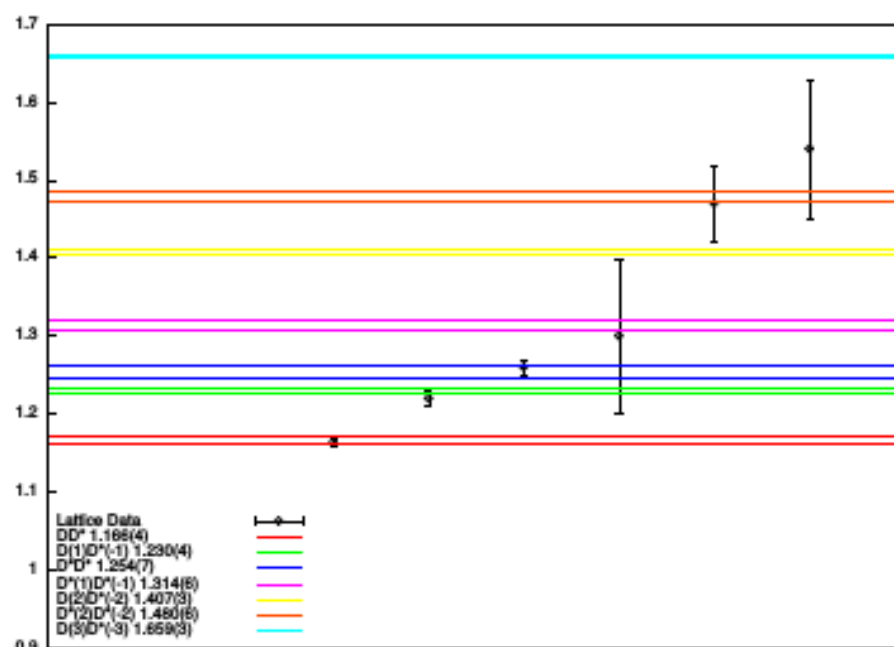 1.7
1.6
1.5
1.4
1.3
1.2
1.1
1
0.9
Lattice Data
DD* 1.166(4)
D(1)D*(-1) 1.230(4)
D*D* 1.254(7)
D*(1)D*(-1) 1.314(6)
D(2)D*(-2) 1.407(3)
D*(2)D*(-2) 1.480(6)
D(3)D*(-3) 1.659(3)